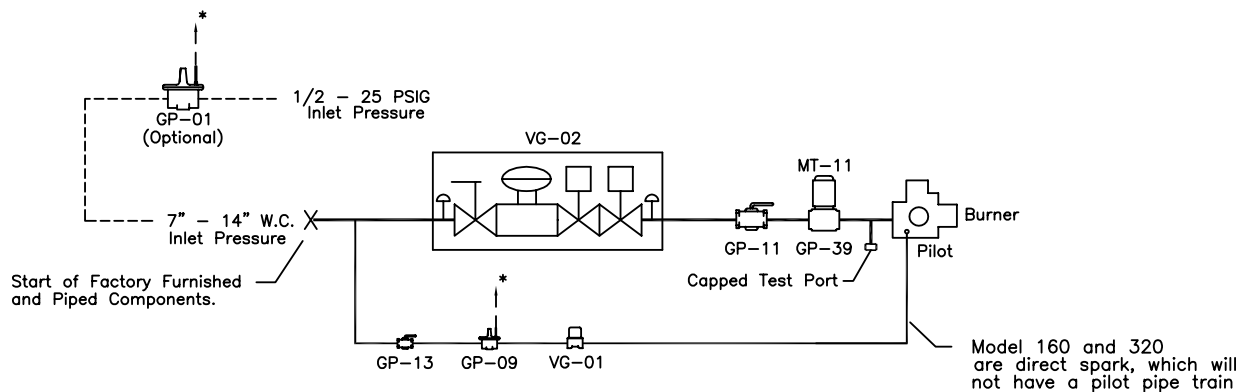 *
1/2 - 25 PSIG
Inlet Pressure
GP-01
(Optional)
VG-02
MT-11
7" - 14" W.C.
Inlet Pressure
Burner
GP-11
GP-39
Pilot
Start of Factory Furnished
and Piped Components.
Capped Test Port
*
GP-13
GP-09
VG-01
Model 160 and 320
are direct spark, which will
not have a pilot pipe train